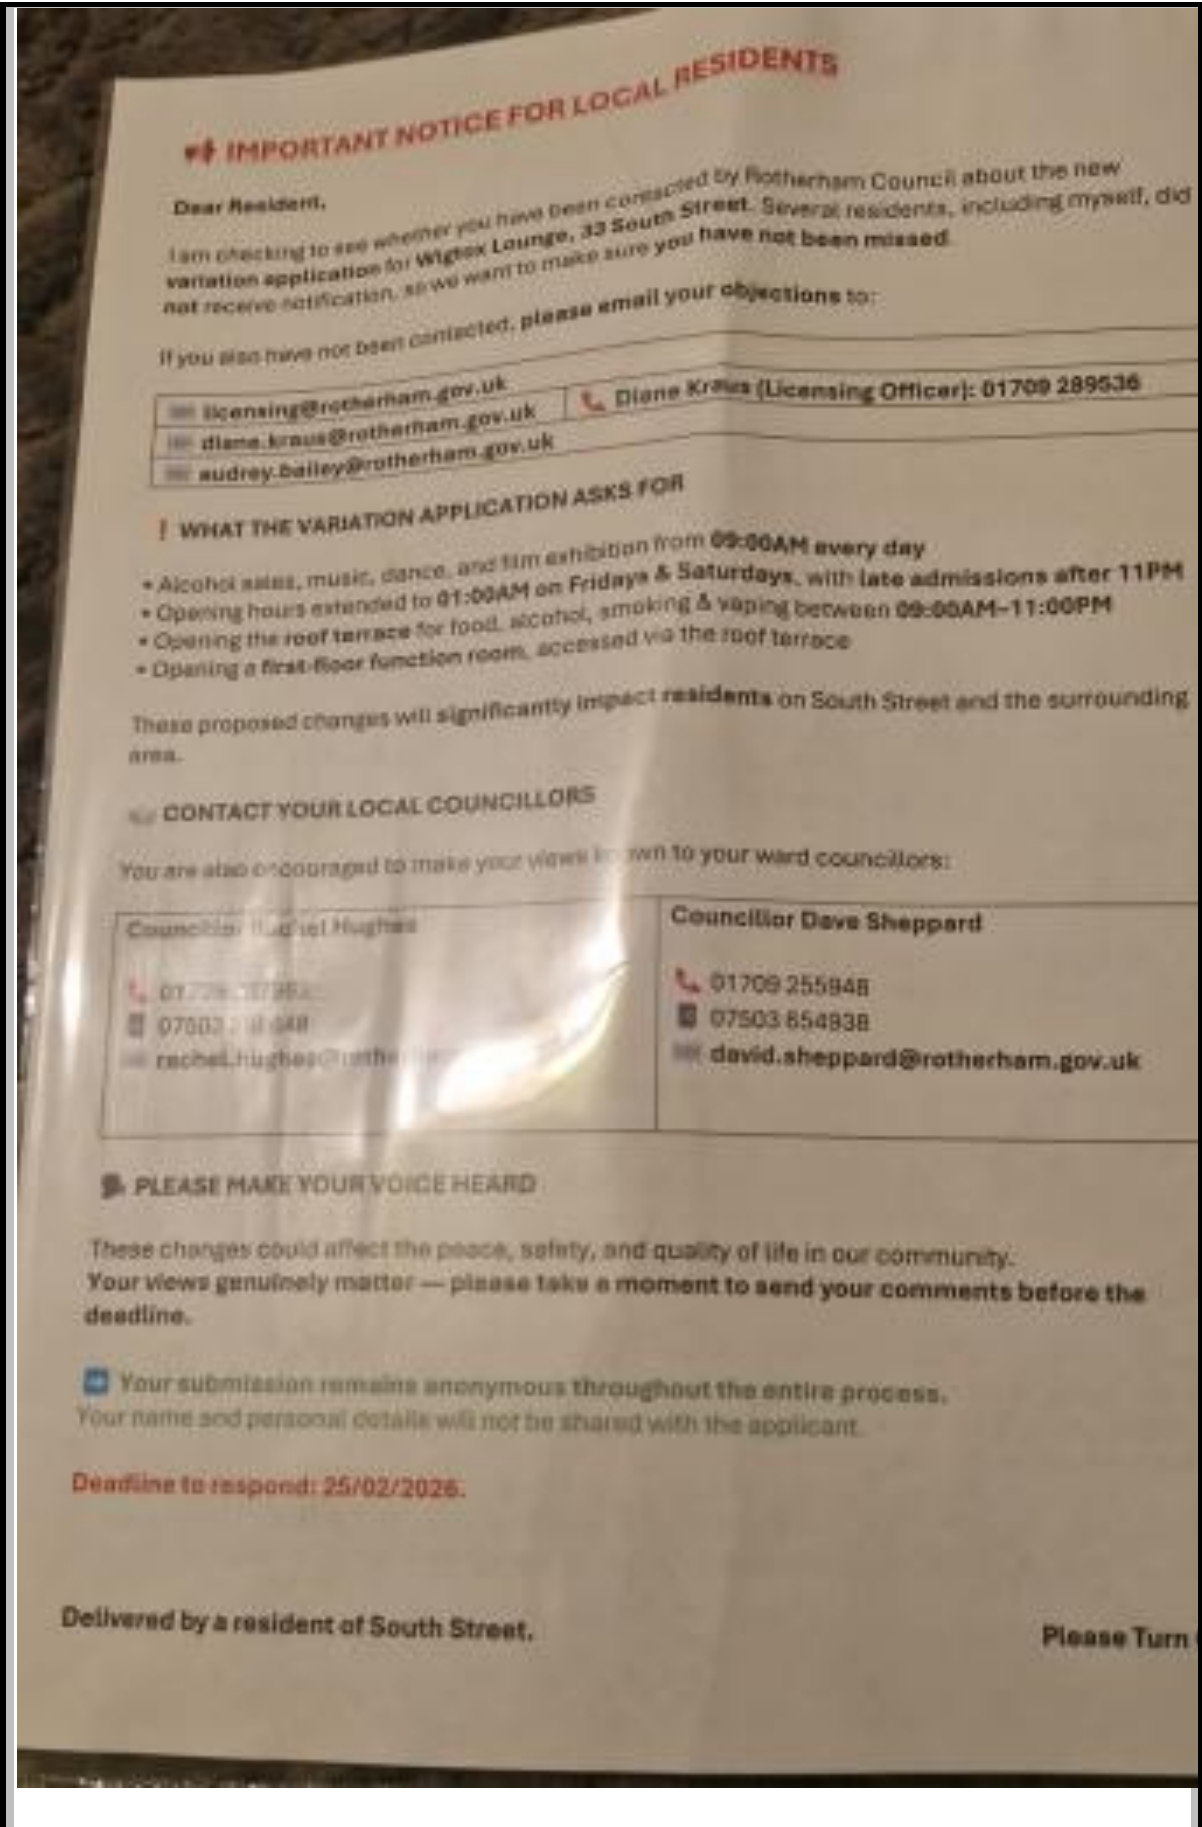 IMPORTANT NOTICE FOR LOCAL RESIDENTS
Dear Resident,
I am checking to see whether you have been contacted by Rotherham Council about the new
variation application for Wigtox Lounge, 33 South Street. Several residents, including myself, did
not receive notification, so we want to make sure you have not been missed.
If you also have not been contacted, please email your objections to:
licensing@rotherham.gov.uk
diane.kraus@rotherham.gov.uk
audrey.bailey@rotherham.gov.uk
Diane Kraus (Licensing Officer): 01709 289536
! WHAT THE VARIATION APPLICATION ASKS FOR
• Alcohol sales, music, dance, and film exhibition from 09:00AM every day
• Opening hours extended to 01:00AM on Fridays & Saturdays, with late admissions after 11PM
• Opening the roof terrace for food, alcohol, smoking & vaping between 09:00AM–11:00PM
• Opening a first-floor function room, accessed via the roof terrace
These proposed changes will significantly impact residents on South Street and the surrounding
area.
CONTACT YOUR LOCAL COUNCILLORS
You are also encouraged to make your views known to your ward councillors:
Councillor Rachel Hughes
Councillor Dave Sheppard
01709 255948
07503 654938
david.sheppard@rotherham.gov.uk
PLEASE MAKE YOUR VOICE HEARD
These changes could affect the peace, safety, and quality of life in our community.
Your views genuinely matter — please take a moment to send your comments before the
deadline.
Your submission remains anonymous throughout the entire process.
Your name and personal details will not be shared with the applicant.
Deadline to respond: 25/02/2026.
Delivered by a resident of South Street.
Please Turn